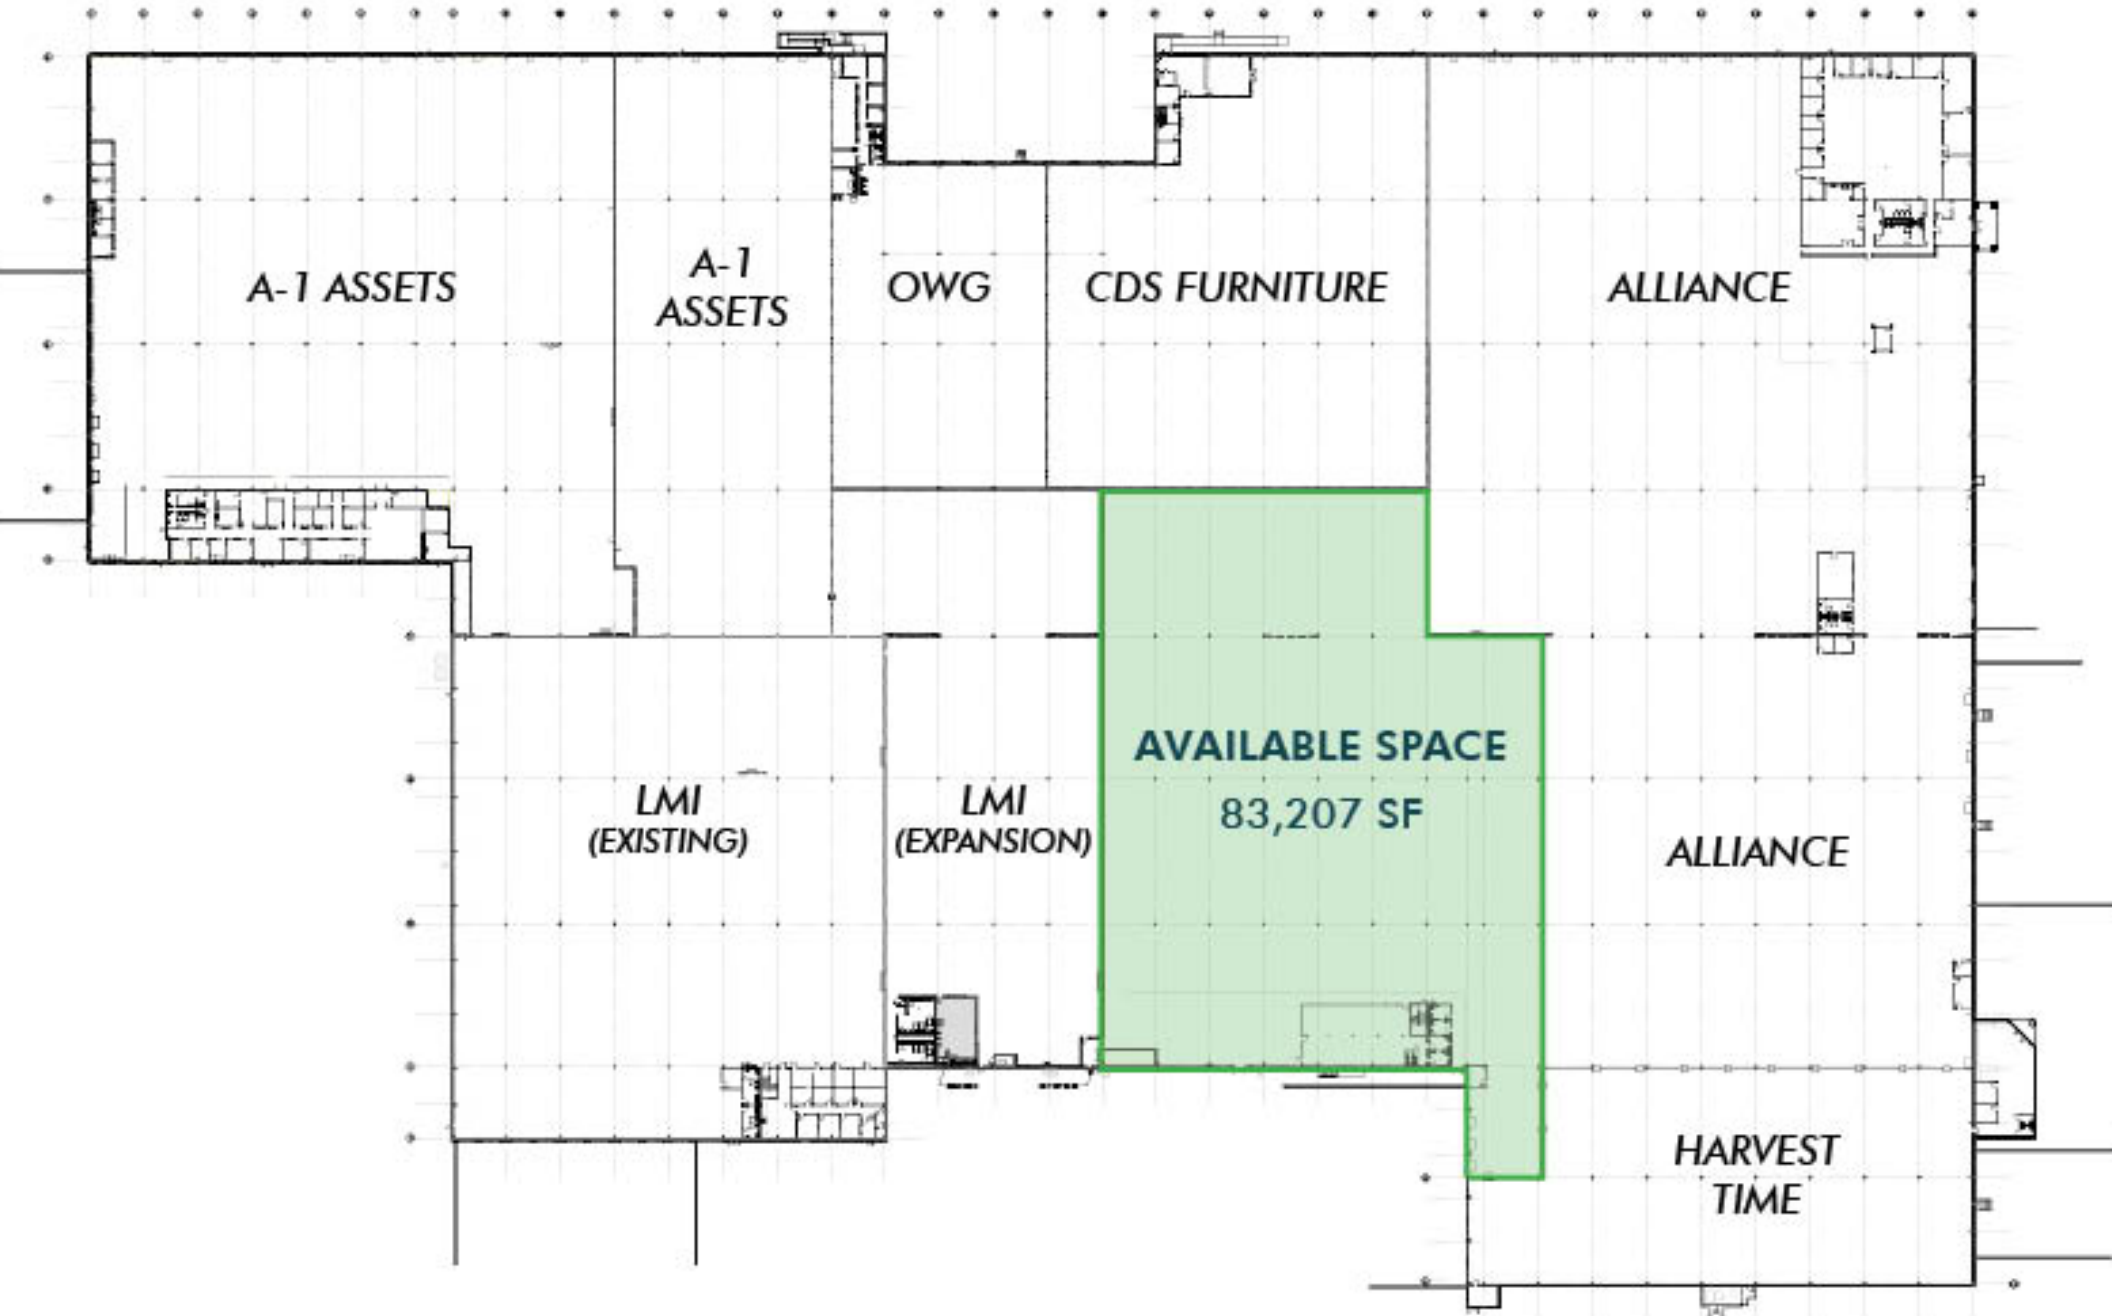 A-1 ASSETS
A-1
ASSETS
OWG
CDS FURNITURE
ALLIANCE
AVAILABLE SPACE
83,207 SF
LMI
(EXISTING)
LMI
(EXPANSION)
ALLIANCE
HARVEST
TIME